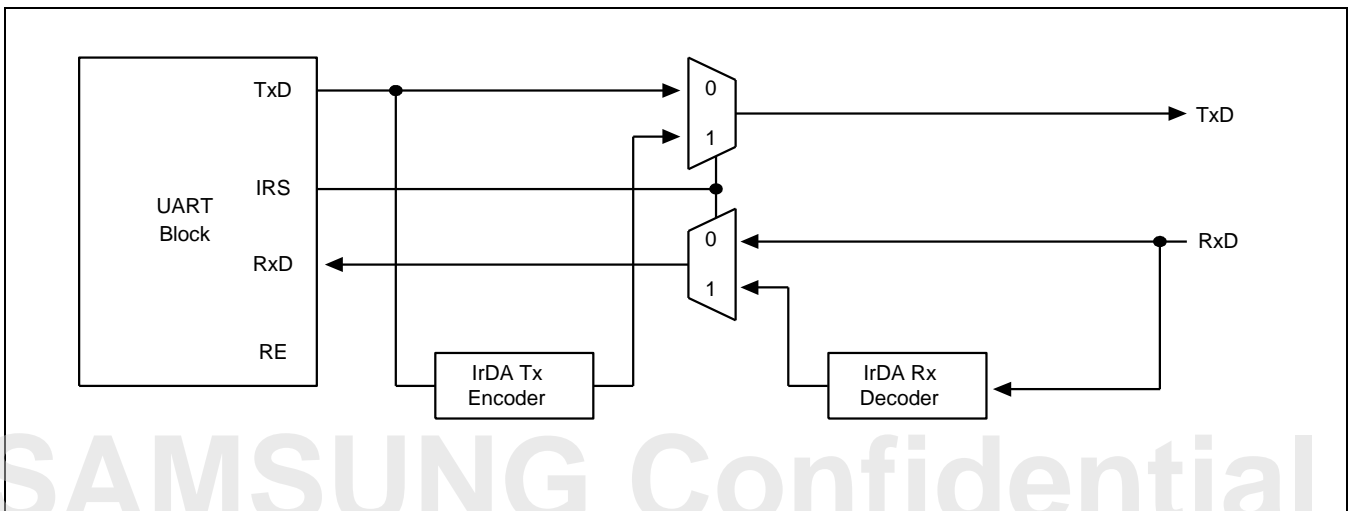 TxD
0
TxD
1
IRS
UART
Block
0
RxD
RxD
1
RE
IrDA Tx
Encoder
IrDA Rx
Decoder
SAMSUNG Confidential